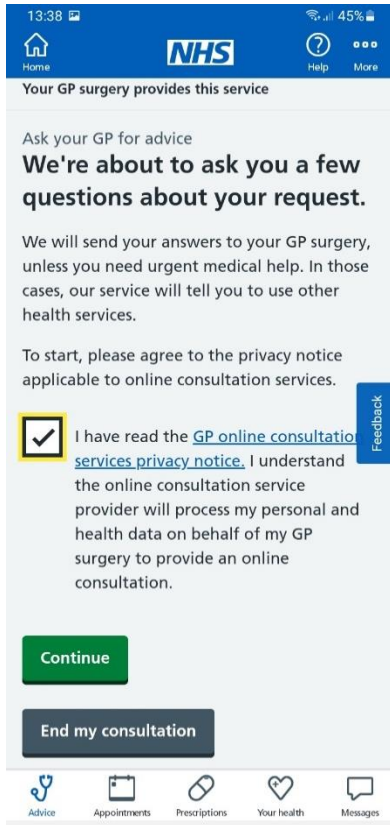 13:38 45%
NHS
Home Help More
Your GP surgery provides this service
Ask your GP for advice
We're about to ask you a few
questions about your request.
We will send your answers to your GP surgery,
unless you need urgent medical help. In those
cases, our service will tell you to use other
health services.
To start, please agree to the privacy notice
applicable to online consultation services.
Feedback
I have read the GP online consultation
services privacy notice. I understand
the online consultation service
provider will process my personal and
health data on behalf of my GP
surgery to provide an online
consultation.
Continue
End my consultation
Advice Appointments Prescriptions Your health Messages